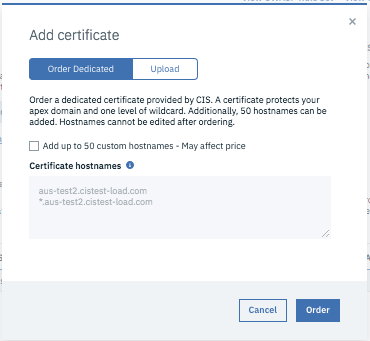 Add certificate
Order Dedicated
Upload
Order a dedicated certificate provided by CIS. A certificate protects your
apex domain and one level of wildcard. Additionally, 50 hostnames can be
added. Hostnames cannot be edited after ordering.
Add up to 50 custom hostnames - May affect price
Certificate hostnames
aus-test2.cistest-load.com
*.aus-test2.cistest-load.com
Cancel
Order